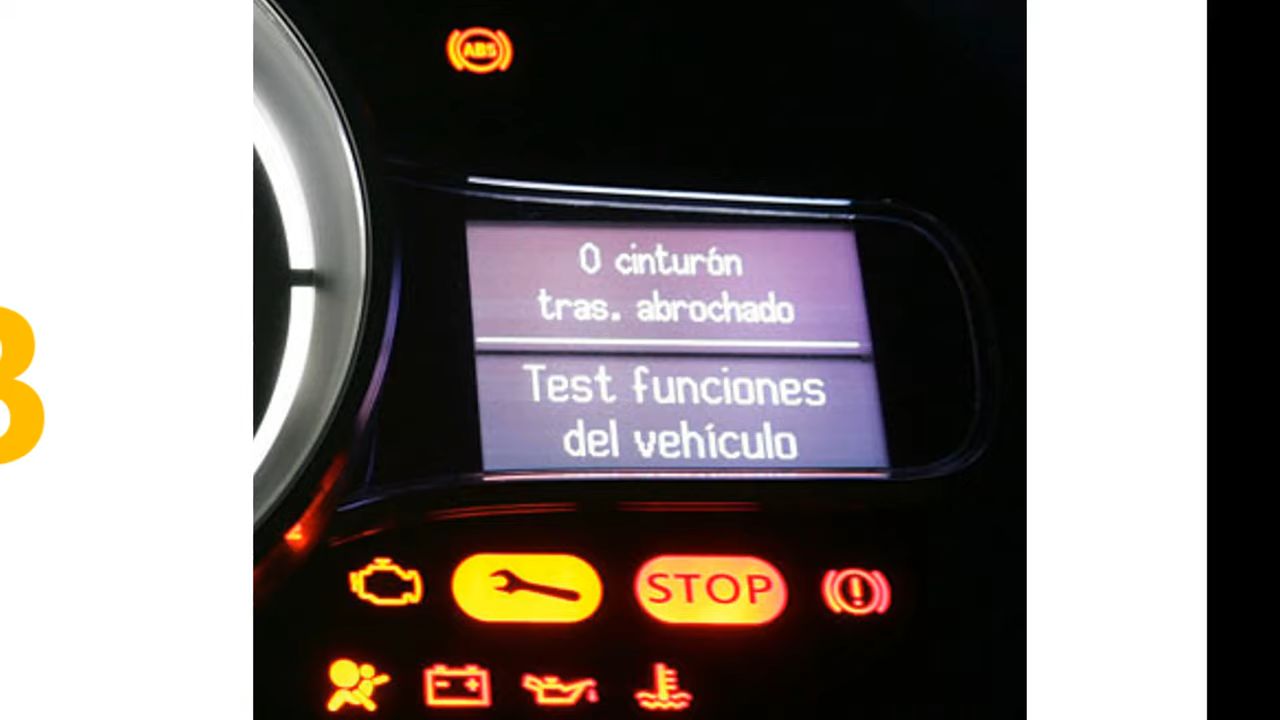 ABS
0 cinturón
tras. abrochado
Test funciones
del vehículo
STOP